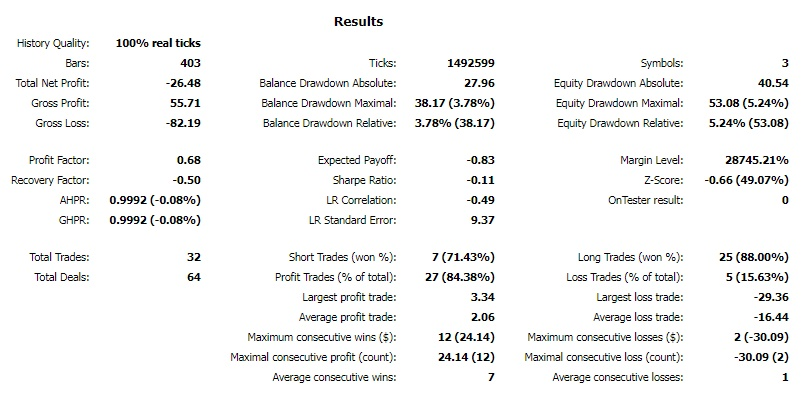 Results
History Quality: 100% real ticks
Bars: 403 Ticks: 1492599 Symbols: 3
Total Net Profit: -26.48 Balance Drawdown Absolute: 27.96 Equity Drawdown Absolute: 40.54
Gross Profit: 55.71 Balance Drawdown Maximal: 38.17 (3.78%) Equity Drawdown Maximal: 53.08 (5.24%)
Gross Loss: -82.19 Balance Drawdown Relative: 3.78% (38.17) Equity Drawdown Relative: 5.24% (53.08)
Profit Factor: 0.68 Expected Payoff: -0.83 Margin Level: 28745.21%
Recovery Factor: -0.50 Sharpe Ratio: -0.11 Z-Score: -0.66 (49.07%)
AHPR: 0.9992 (-0.08%) LR Correlation: -0.49 OnTester result: 0
GHPR: 0.9992 (-0.08%) LR Standard Error: 9.37
Total Trades: 32 Short Trades (won %): 7 (71.43%) Long Trades (won %): 25 (88.00%)
Total Deals: 64 Profit Trades (% of total): 27 (84.38%) Loss Trades (% of total): 5 (15.63%)
Largest profit trade: 3.34 Largest loss trade: -29.36
Average profit trade: 2.06 Average loss trade: -16.44
Maximum consecutive wins ($): 12 (24.14) Maximum consecutive losses ($): 2 (-30.09)
Maximal consecutive profit (count): 24.14 (12) Maximal consecutive loss (count): -30.09 (2)
Average consecutive wins: 7 Average consecutive losses: 1